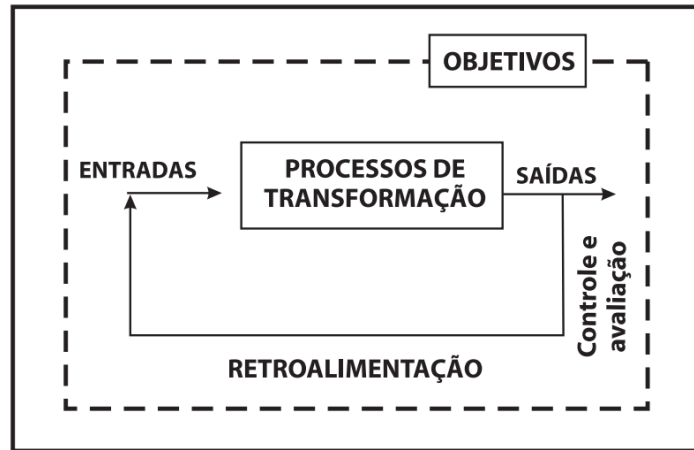 OBJETIVOS
ENTRADAS
PROCESSOS DE
TRANSFORMAÇÃO
SAÍDAS
Controle e
avaliação
RETROALIMENTAÇÃO